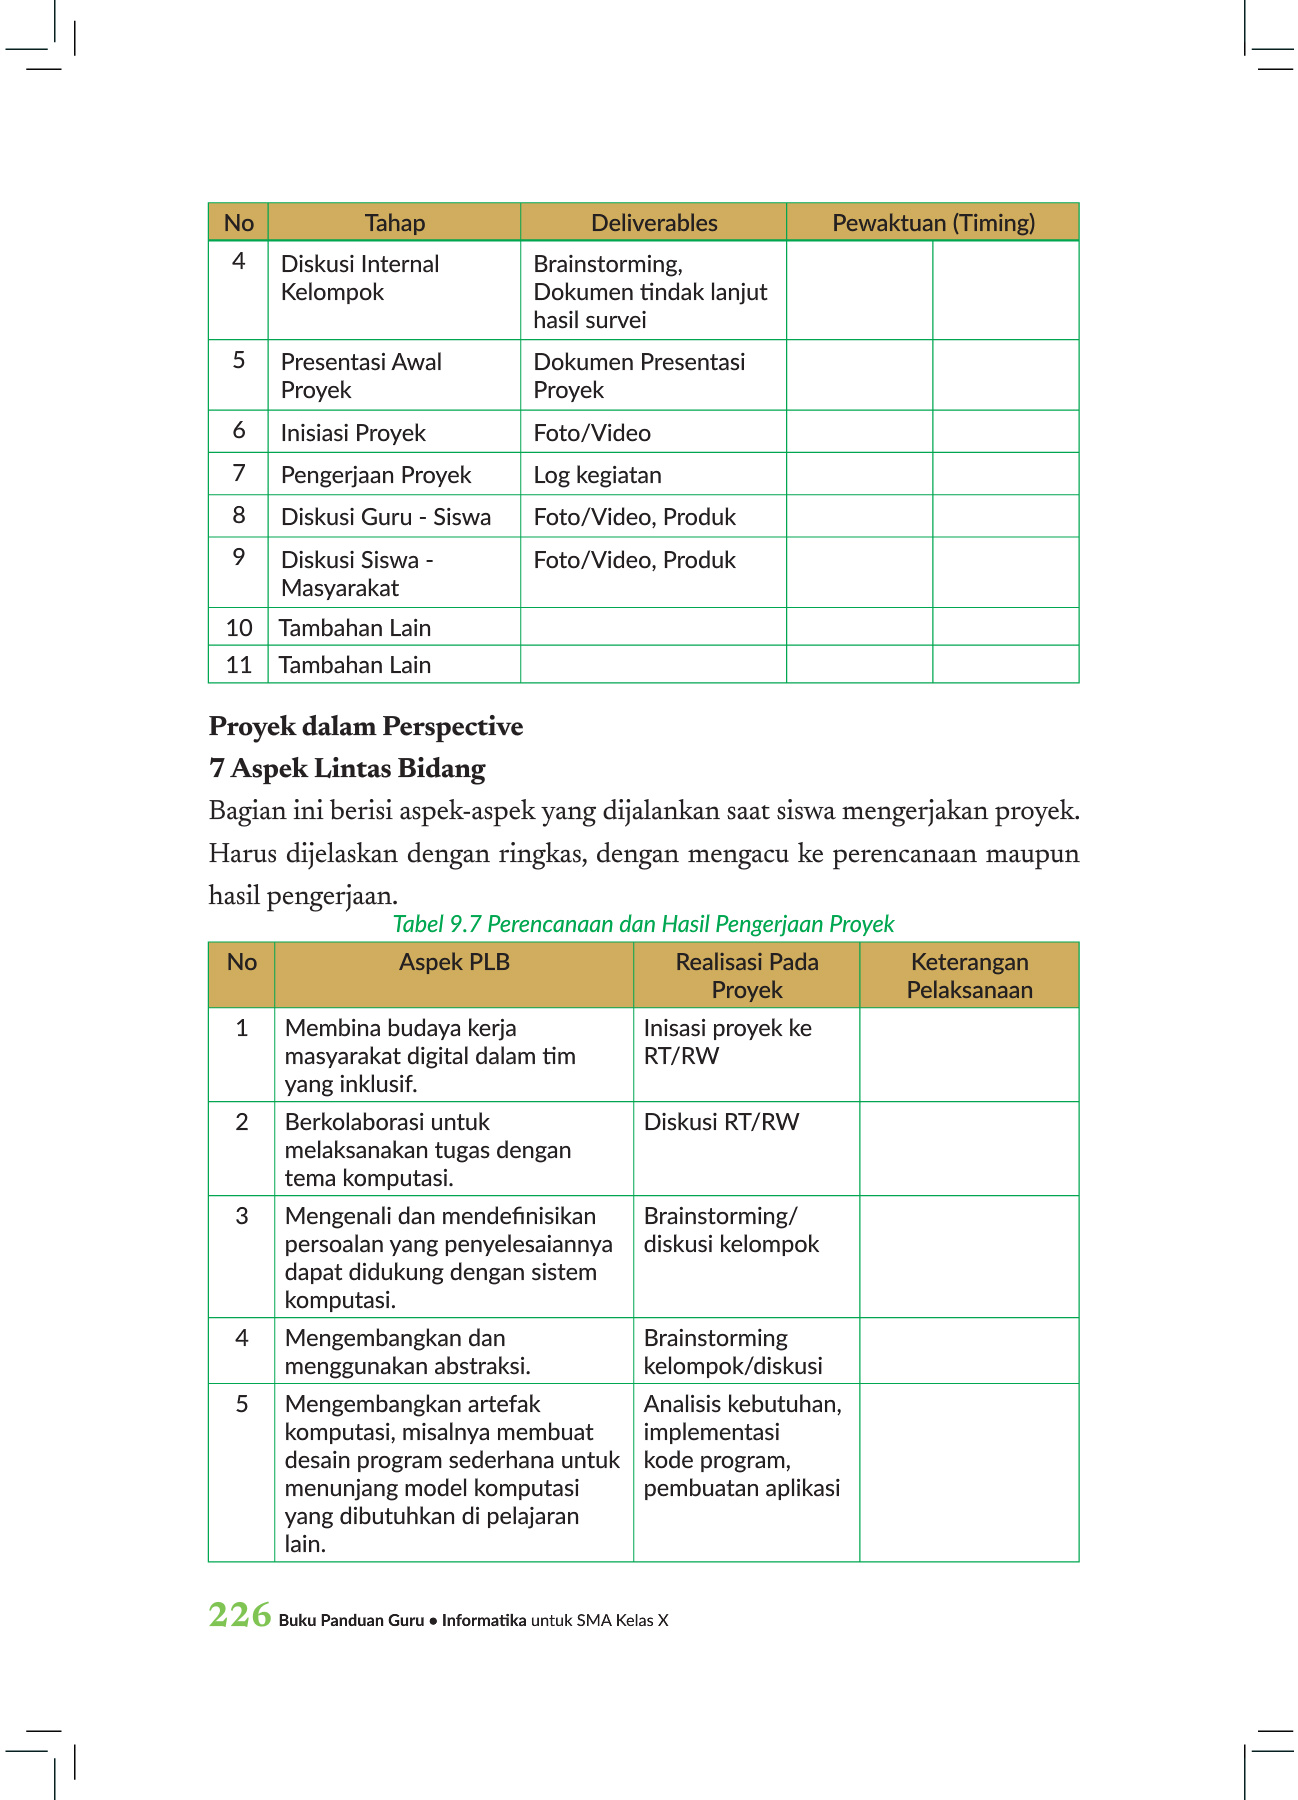 No Tahap Deliverables Pewaktuan (Timing)
4 Diskusi Internal Brainstorming,
Kelompok Dokumen tindak lanjut
hasil survei
5 Presentasi Awal Dokumen Presentasi
Proyek Proyek
6 Inisiasi Proyek Foto/Video
7 Pengerjaan Proyek Log kegiatan
8 Diskusi Guru - Siswa Foto/Video, Produk
9 Diskusi Siswa - Foto/Video, Produk
Masyarakat
10 Tambahan Lain
11 Tambahan Lain
Proyek dalam Perspective
7 Aspek Lintas Bidang
Bagian ini berisi aspek-aspek yang dijalankan saat siswa mengerjakan proyek.
Harus dijelaskan dengan ringkas, dengan mengacu ke perencanaan maupun
hasil pengerjaan.
Tabel 9.7 Perencanaan dan Hasil Pengerjaan Proyek
No Aspek PLB Realisasi Pada Keterangan
Proyek Pelaksanaan
1 Membina budaya kerja Inisasi proyek ke
masyarakat digital dalam tim RT/RW
yang inklusif.
2 Berkolaborasi untuk Diskusi RT/RW
melaksanakan tugas dengan
tema komputasi.
3 Mengenali dan mendefinisikan Brainstorming/
persoalan yang penyelesaiannya diskusi kelompok
dapat didukung dengan sistem
komputasi.
4 Mengembangkan dan Brainstorming
menggunakan abstraksi. kelompok/diskusi
5 Mengembangkan artefak Analisis kebutuhan,
komputasi, misalnya membuat implementasi
desain program sederhana untuk kode program,
menunjang model komputasi pembuatan aplikasi
yang dibutuhkan di pelajaran
lain.
226 Buku Panduan Guru • Informatika untuk SMA Kelas X